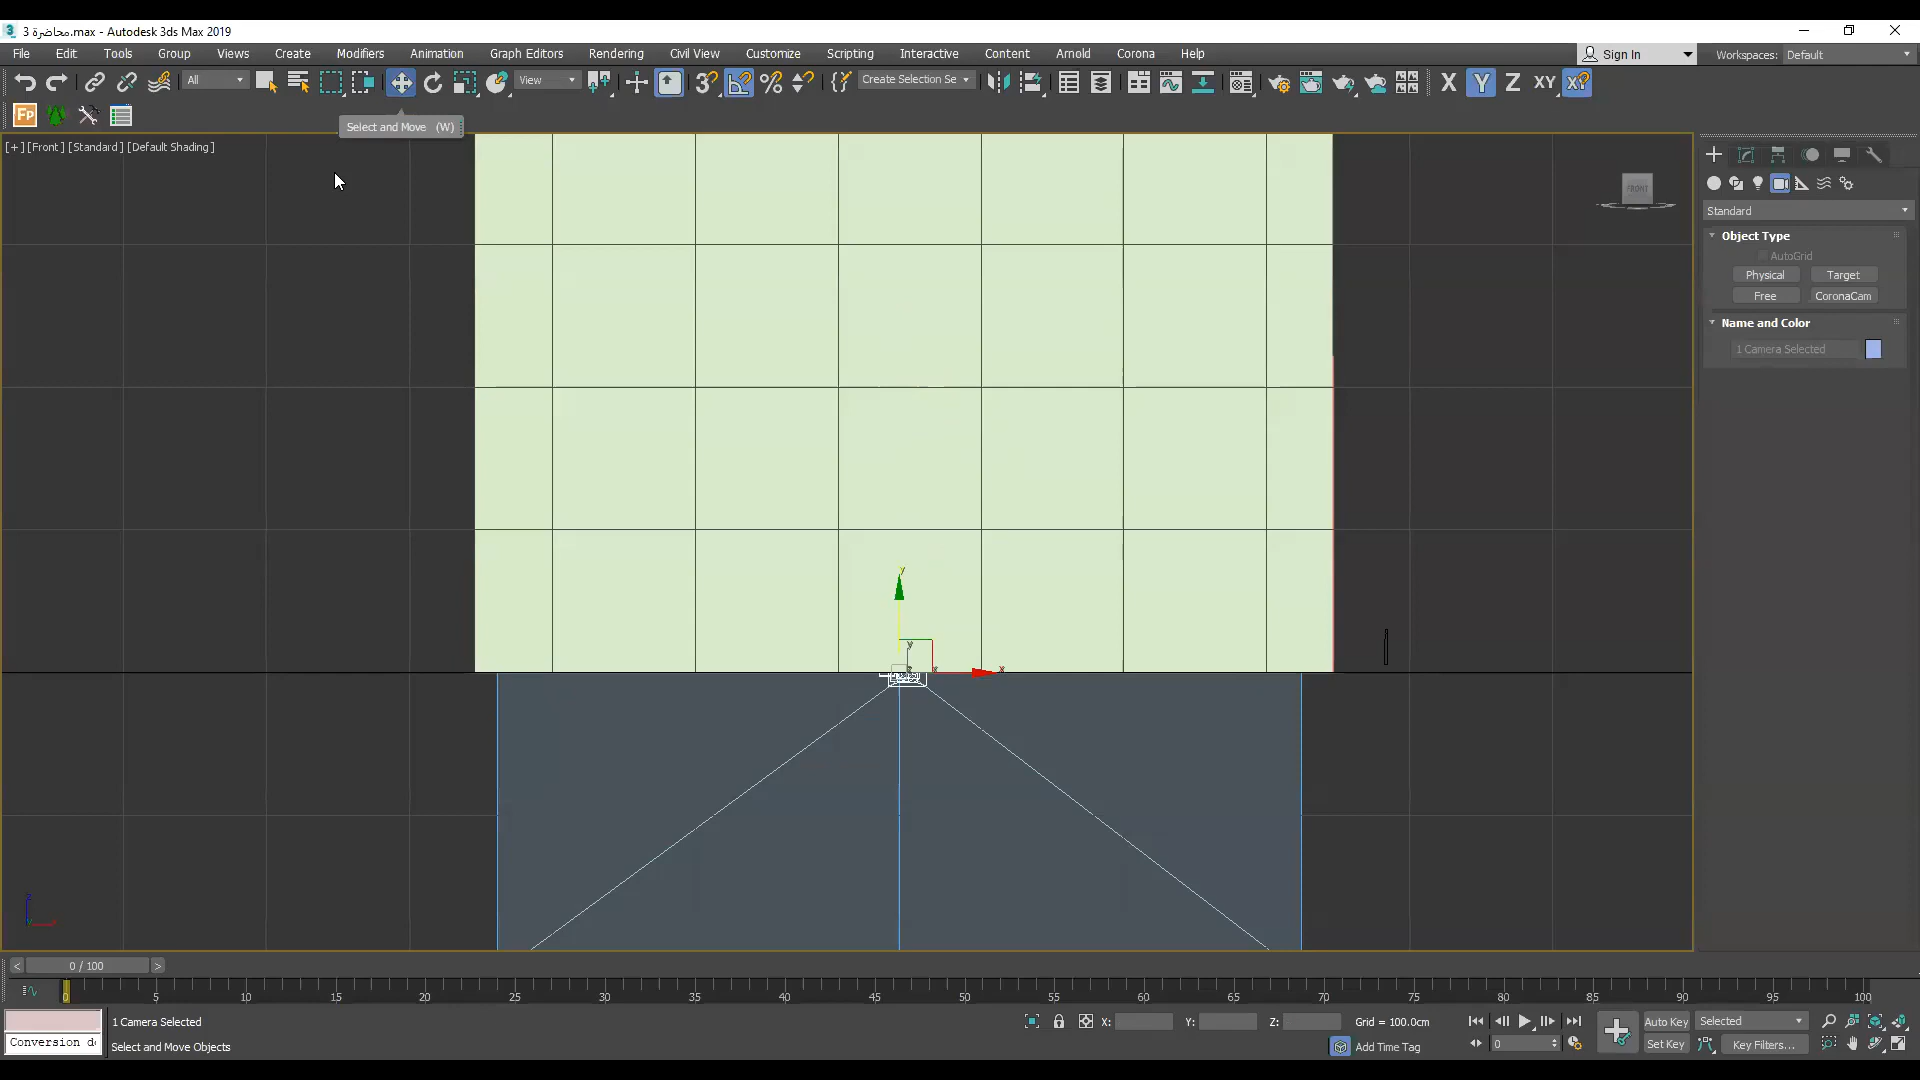 3 محاضرة.max - Autodesk 3ds Max 2019
File Edit Tools Group Views Create Modifiers Animation Graph Editors Rendering Civil View Customize Scripting Interactive Content Arnold Corona Help
Sign In
Workspaces: Default
All
View
Create Selection Se
X Y Z XY XY
Fp
Select and Move (W)
[+] [Front] [Standard] [Default Shading]
FRONT
Standard
Object Type
AutoGrid
Physical Target
Free CoronaCam
Name and Color
1 Camera Selected
y
y
x x
z
0 / 100
0 5 10 15 20 25 30 35 40 45 50 55 60 65 70 75 80 85 90 95 100
1 Camera Selected
X: Y: Z: Grid = 100.0cm
Auto Key Selected
Conversion de
Select and Move Objects
Add Time Tag
0
Set Key Key Filters...